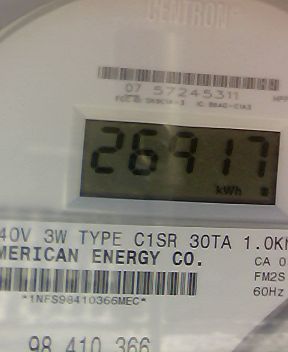 CENTRON
07 57245311
26917
kWh
40V 3W TYPE C1SR 30TA 1.0K
MERICAN ENERGY CO.
CA 0
FM2S
60Hz
*1NFS98410366MEC*
98 410 366